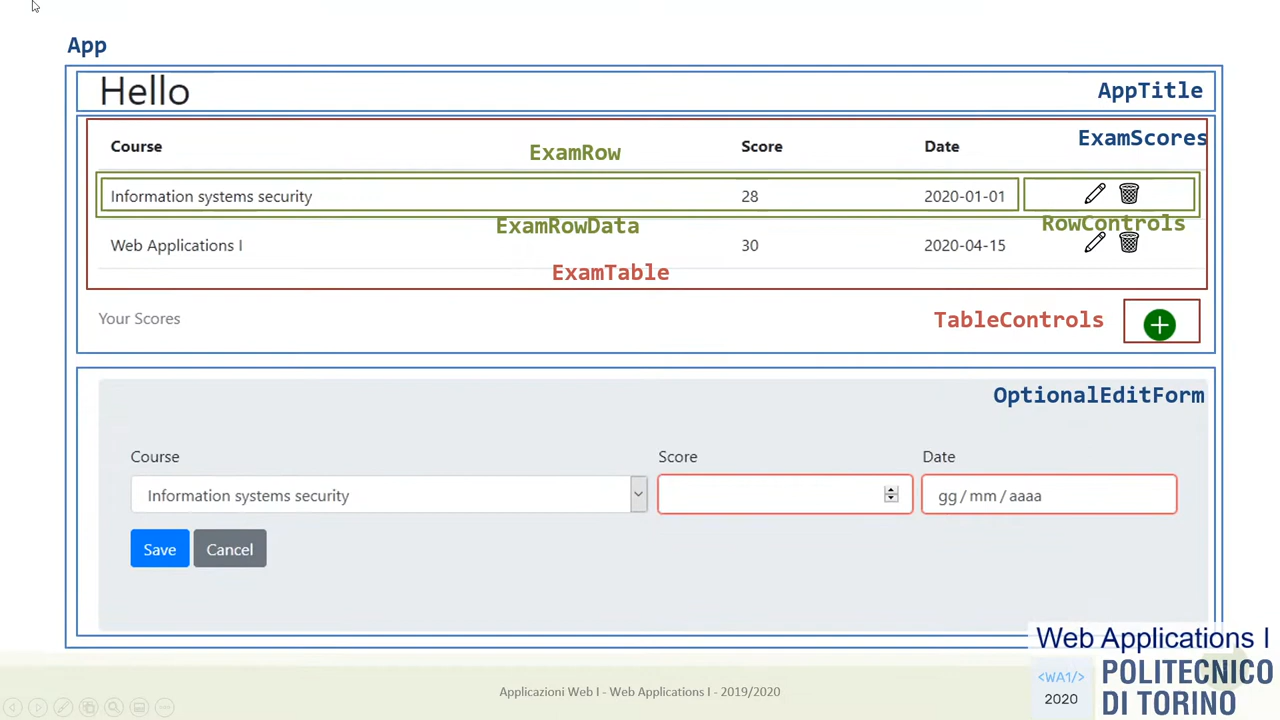 App
Hello
AppTitle
ExamScores
Course Score Date
ExamRow
Information systems security 28 2020-01-01
RowControls
ExamRowData
Web Applications I 30 2020-04-15
ExamTable
Your Scores
TableControls
OptionalEditForm
Course Score Date
Information systems security gg/mm/aaaa
Save Cancel
Web Applications I
<WA1/>
2020
POLITECNICO
DI TORINO
Applicazioni Web I - Web Applications I - 2019/2020